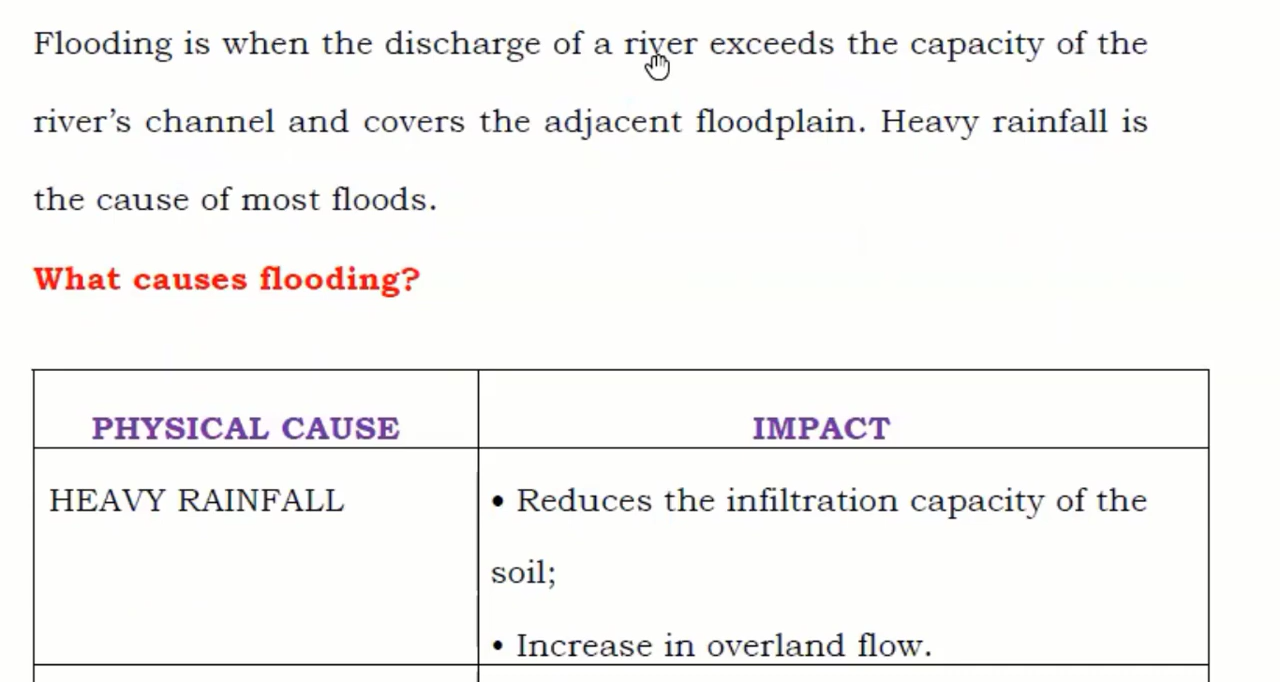 Flooding is when the discharge of a river exceeds the capacity of the
river’s channel and covers the adjacent floodplain. Heavy rainfall is
the cause of most floods.
What causes flooding?
PHYSICAL CAUSE
IMPACT
HEAVY RAINFALL
• Reduces the infiltration capacity of the
soil;
• Increase in overland flow.